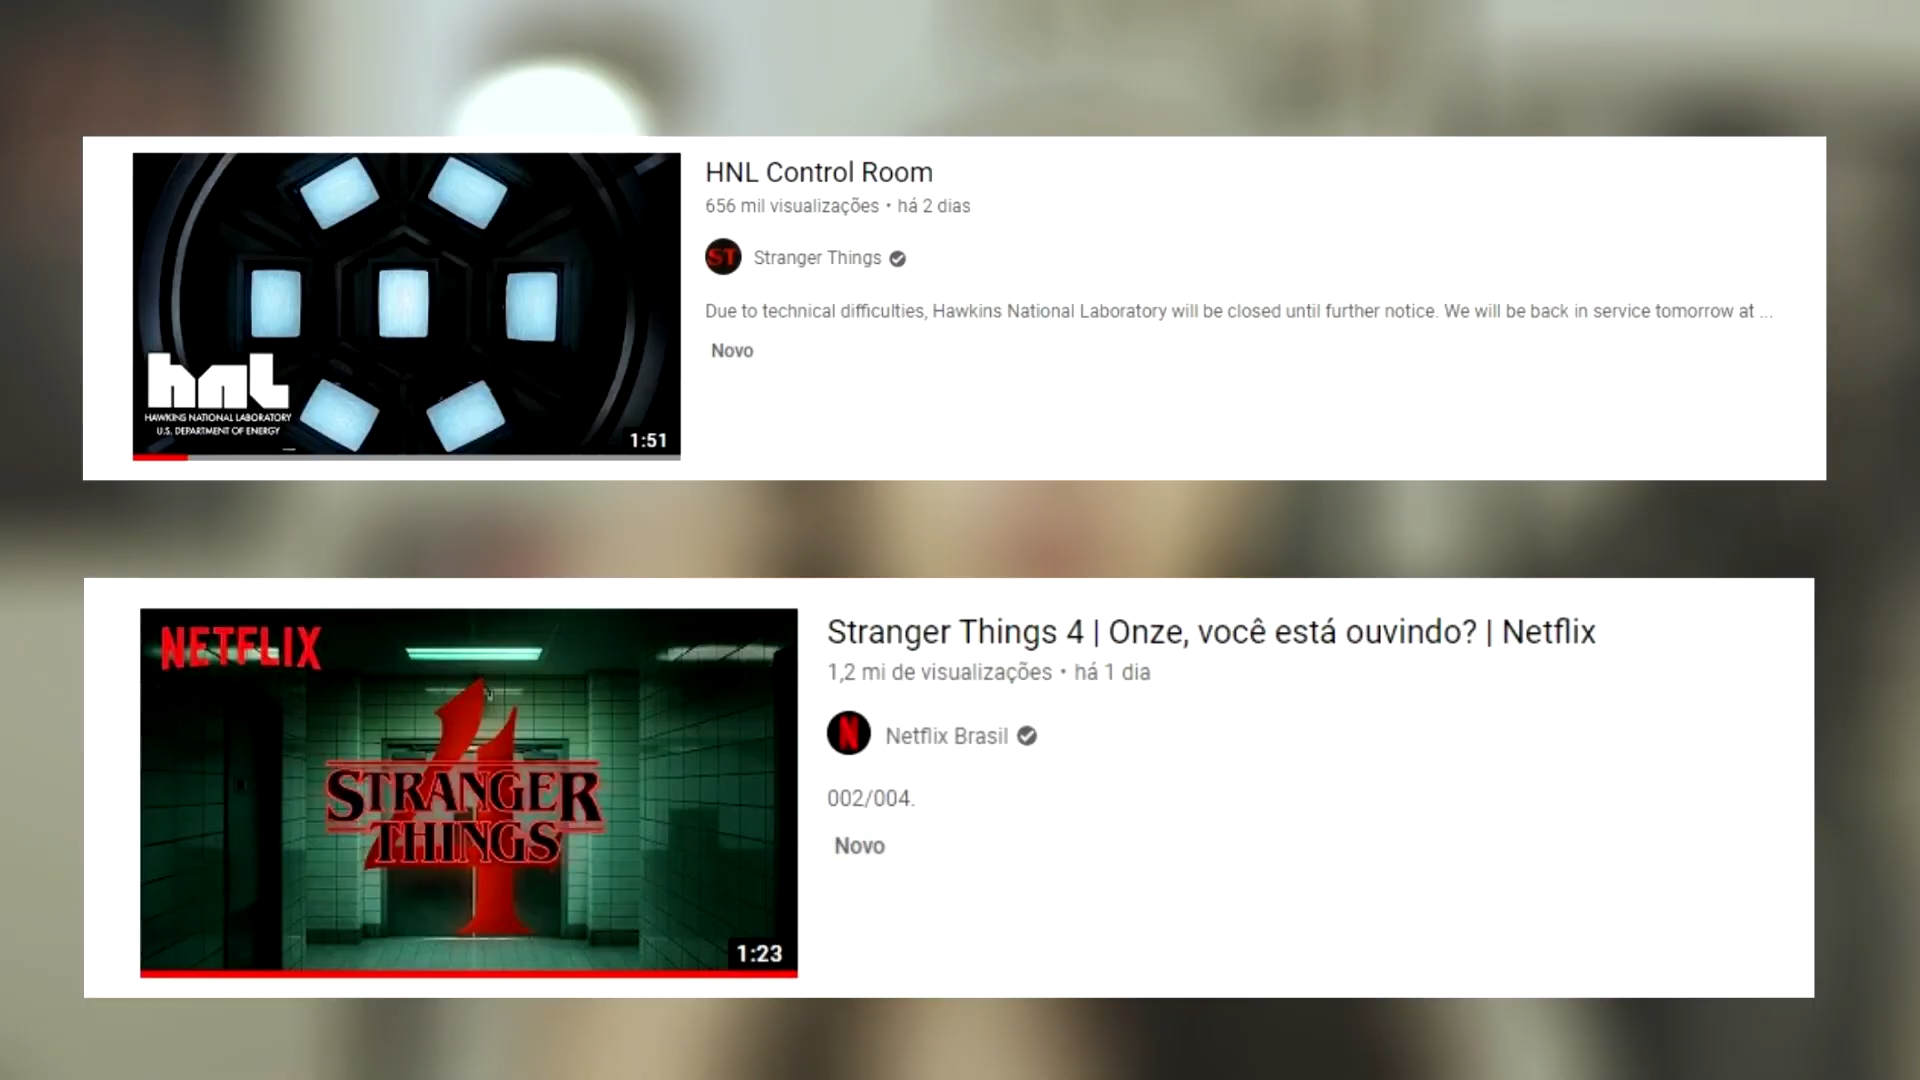 HNL Control Room
656 mil visualizações • há 2 dias
ST Stranger Things
Due to technical difficulties, Hawkins National Laboratory will be closed until further notice. We will be back in service tomorrow at ...
Novo
hnl
HAWKINS NATIONAL LABORATORY
U.S. DEPARTMENT OF ENERGY
1:51
Stranger Things 4 | Onze, você está ouvindo? | Netflix
1,2 mi de visualizações • há 1 dia
N Netflix Brasil
002/004.
Novo
NETFLIX
4
STRANGER
THINGS
1:23